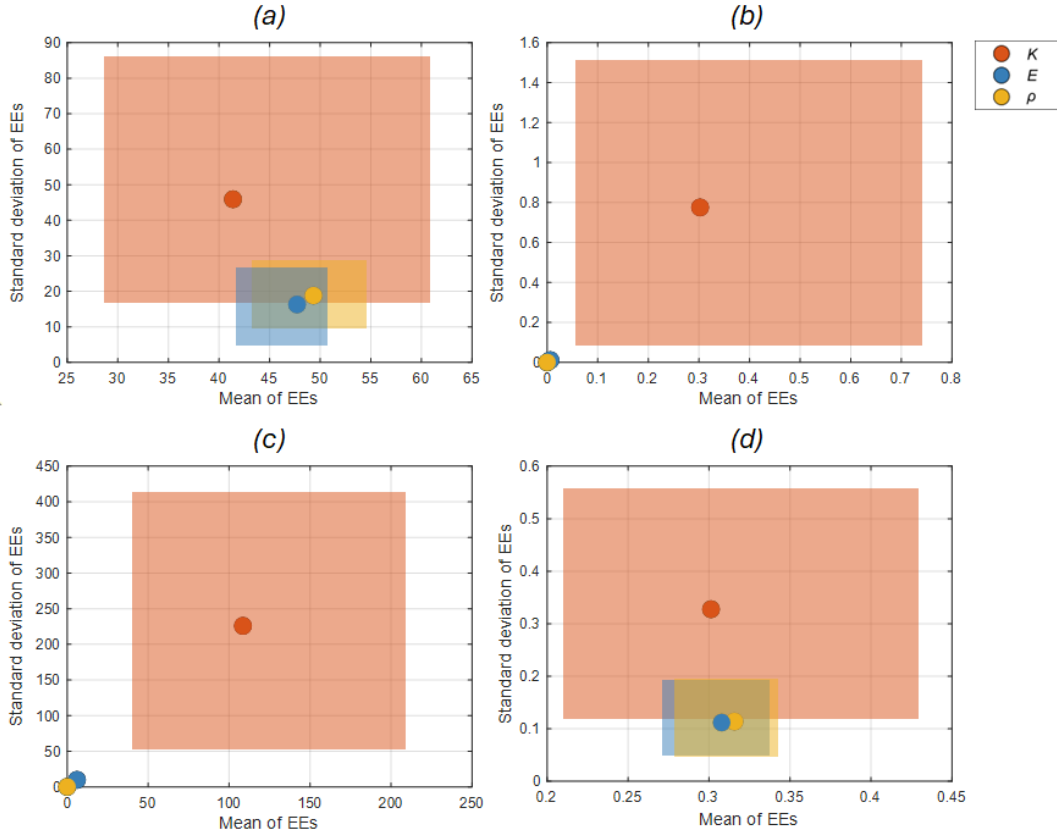 (a)
Standard deviation of EEs
90
80
70
60
50
40
30
20
10
0
25 30 35 40 45 50 55 60 65
Mean of EEs
(b)
Standard deviation of EEs
1.6
1.4
1.2
1
0.8
0.6
0.4
0.2
0
0 0.1 0.2 0.3 0.4 0.5 0.6 0.7 0.8
Mean of EEs
K
E
ρ
(c)
Standard deviation of EEs
450
400
350
300
250
200
150
100
50
0
0 50 100 150 200 250
Mean of EEs
(d)
Standard deviation of EEs
0.6
0.5
0.4
0.3
0.2
0.1
0
0.2 0.25 0.3 0.35 0.4 0.45
Mean of EEs